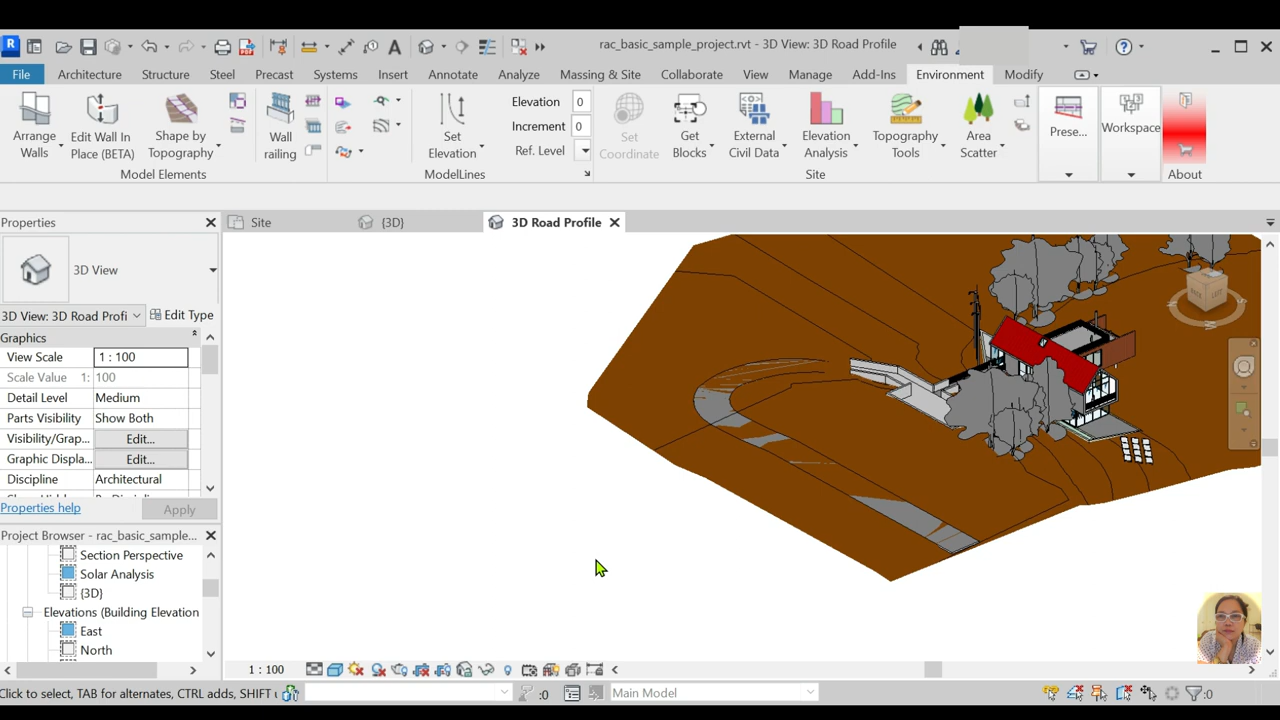 rac_basic_sample_project.rvt - 3D View: 3D Road Profile
File Architecture Structure Steel Precast Systems Insert Annotate Analyze Massing & Site Collaborate View Manage Add-Ins Environment Modify
Arrange Walls
Edit Wall In Place (BETA)
Shape by Topography
Wall railing
Set Elevation
Elevation 0
Increment 0
Ref. Level
Set Coordinate
Get Blocks
External Civil Data
Elevation Analysis
Topography Tools
Area Scatter
Prese...
Workspace
Model Elements
ModelLines
Site
About
Properties
Site
{3D}
3D Road Profile
3D View
3D View: 3D Road Profi
Edit Type
Graphics
View Scale 1 : 100
Scale Value 1: 100
Detail Level Medium
Parts Visibility Show Both
Visibility/Grap... Edit...
Graphic Displa... Edit...
Discipline Architectural
Properties help
Apply
Project Browser - rac_basic_sample...
Section Perspective
Solar Analysis
{3D}
Elevations (Building Elevation
East
North
1 : 100
Click to select, TAB for alternates, CTRL adds, SHIFT
:0
Main Model
:0